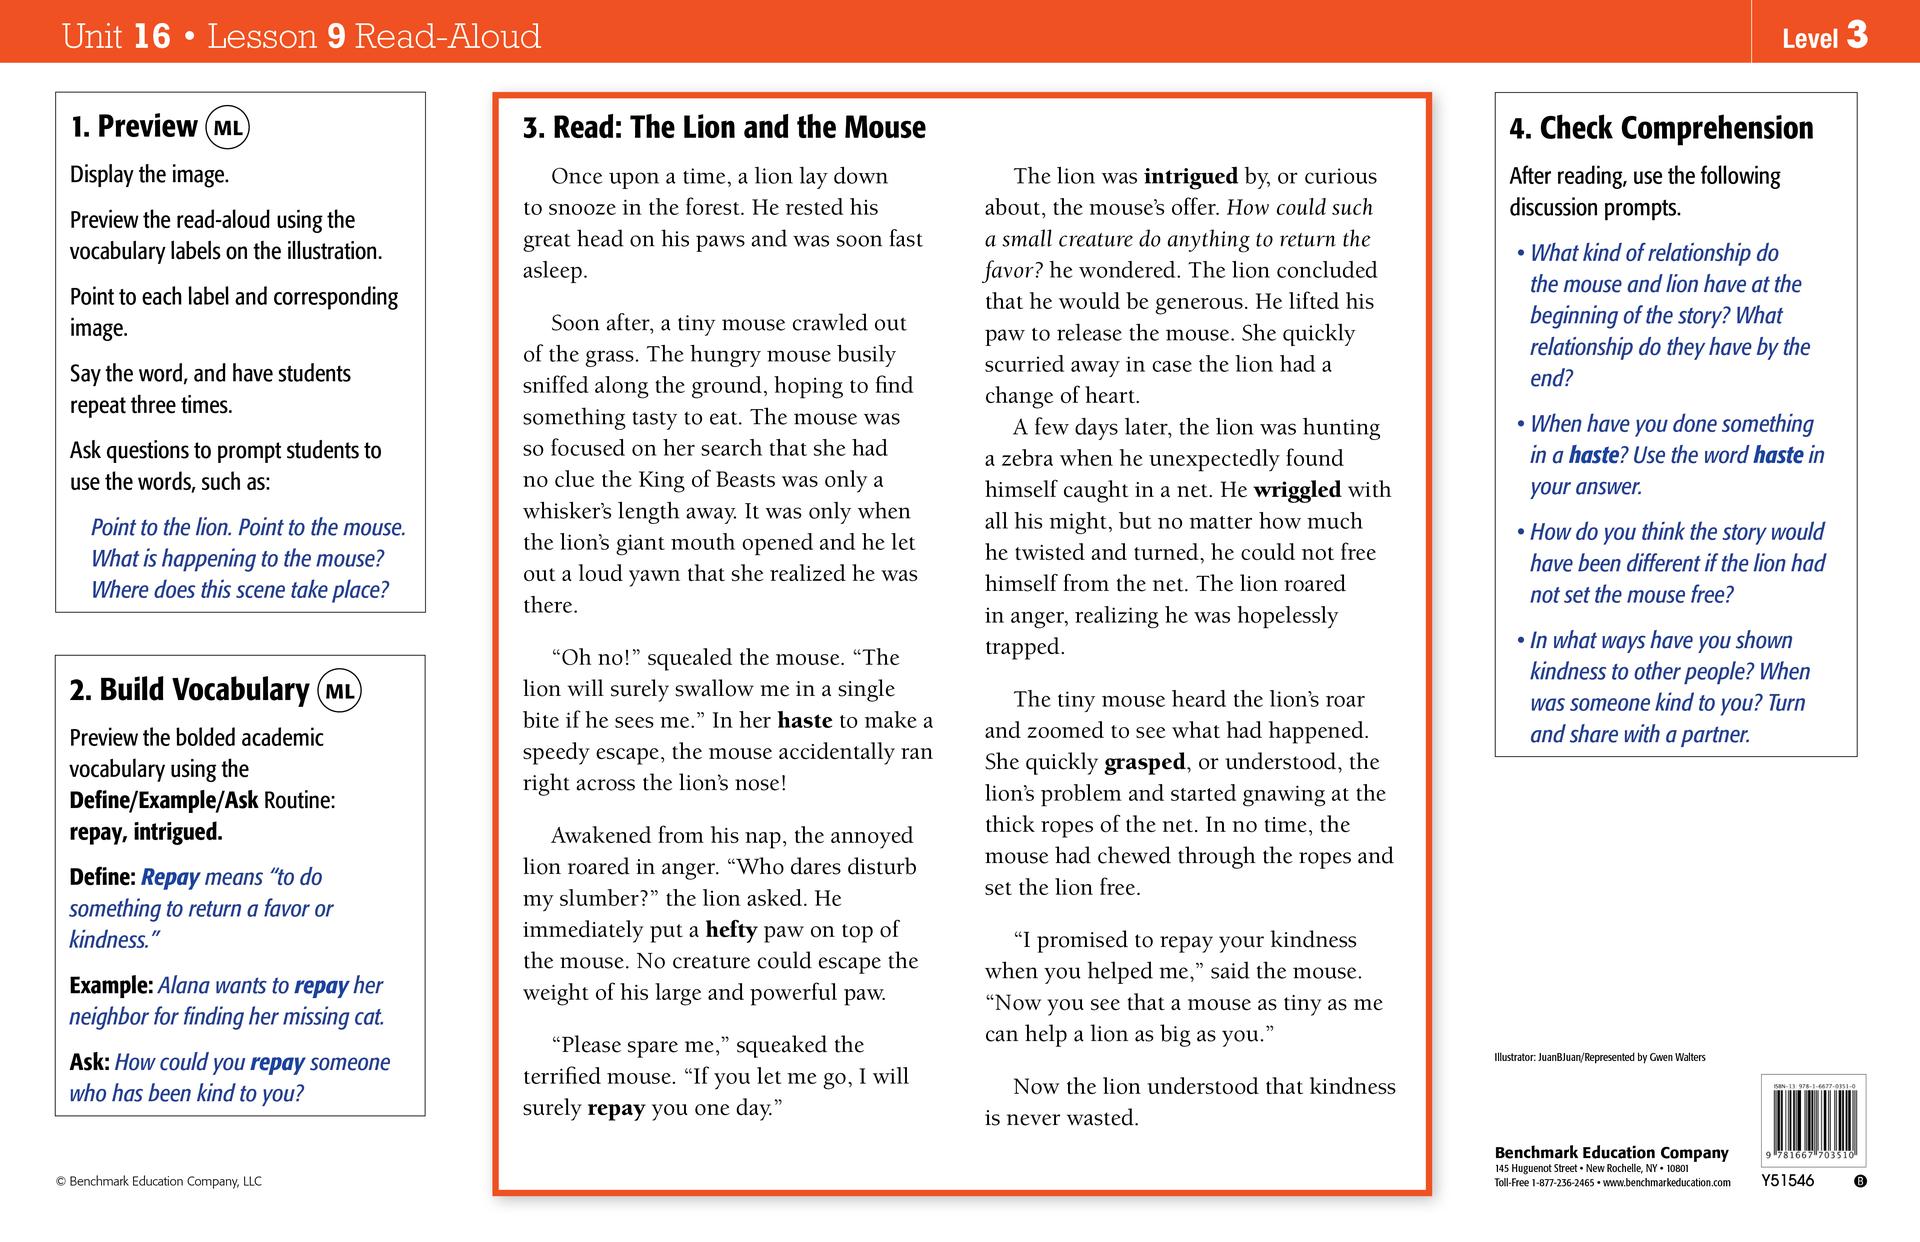 Unit 16 • Lesson 9 Read-Aloud
Level 3
1. Preview ML
Display the image.
Preview the read-aloud using the
vocabulary labels on the illustration.
Point to each label and corresponding
image.
Say the word, and have students
repeat three times.
Ask questions to prompt students to
use the words, such as:
Point to the lion. Point to the mouse.
What is happening to the mouse?
Where does this scene take place?
2. Build Vocabulary ML
Preview the bolded academic
vocabulary using the
Define/Example/Ask Routine:
repay, intrigued.
Define: Repay means “to do
something to return a favor or
kindness.”
Example: Alana wants to repay her
neighbor for finding her missing cat.
Ask: How could you repay someone
who has been kind to you?
© Benchmark Education Company, LLC
3. Read: The Lion and the Mouse
Once upon a time, a lion lay down
to snooze in the forest. He rested his
great head on his paws and was soon fast
asleep.
Soon after, a tiny mouse crawled out
of the grass. The hungry mouse busily
sniffed along the ground, hoping to find
something tasty to eat. The mouse was
so focused on her search that she had
no clue the King of Beasts was only a
whisker’s length away. It was only when
the lion’s giant mouth opened and he let
out a loud yawn that she realized he was
there.
“Oh no!” squealed the mouse. “The
lion will surely swallow me in a single
bite if he sees me.” In her haste to make a
speedy escape, the mouse accidentally ran
right across the lion’s nose!
Awakened from his nap, the annoyed
lion roared in anger. “Who dares disturb
my slumber?” the lion asked. He
immediately put a hefty paw on top of
the mouse. No creature could escape the
weight of his large and powerful paw.
“Please spare me,” squeaked the
terrified mouse. “If you let me go, I will
surely repay you one day.”
The lion was intrigued by, or curious
about, the mouse’s offer. How could such
a small creature do anything to return the
favor? he wondered. The lion concluded
that he would be generous. He lifted his
paw to release the mouse. She quickly
scurried away in case the lion had a
change of heart.
A few days later, the lion was hunting
a zebra when he unexpectedly found
himself caught in a net. He wriggled with
all his might, but no matter how much
he twisted and turned, he could not free
himself from the net. The lion roared
in anger, realizing he was hopelessly
trapped.
The tiny mouse heard the lion’s roar
and zoomed to see what had happened.
She quickly grasped, or understood, the
lion’s problem and started gnawing at the
thick ropes of the net. In no time, the
mouse had chewed through the ropes and
set the lion free.
“I promised to repay your kindness
when you helped me,” said the mouse.
“Now you see that a mouse as tiny as me
can help a lion as big as you.”
Now the lion understood that kindness
is never wasted.
4. Check Comprehension
After reading, use the following
discussion prompts.
• What kind of relationship do
the mouse and lion have at the
beginning of the story? What
relationship do they have by the
end?
• When have you done something
in a haste? Use the word haste in
your answer.
• How do you think the story would
have been different if the lion had
not set the mouse free?
• In what ways have you shown
kindness to other people? When
was someone kind to you? Turn
and share with a partner.
Illustrator: JuanBJuan/Represented by Gwen Walters
Benchmark Education Company
145 Huguenot Street • New Rochelle, NY • 10801
Toll-Free 1-877-236-2465 • www.benchmarkeducation.com
ISBN-13 978-1-6677-0351-0
9 781667 703510
Y51546
B